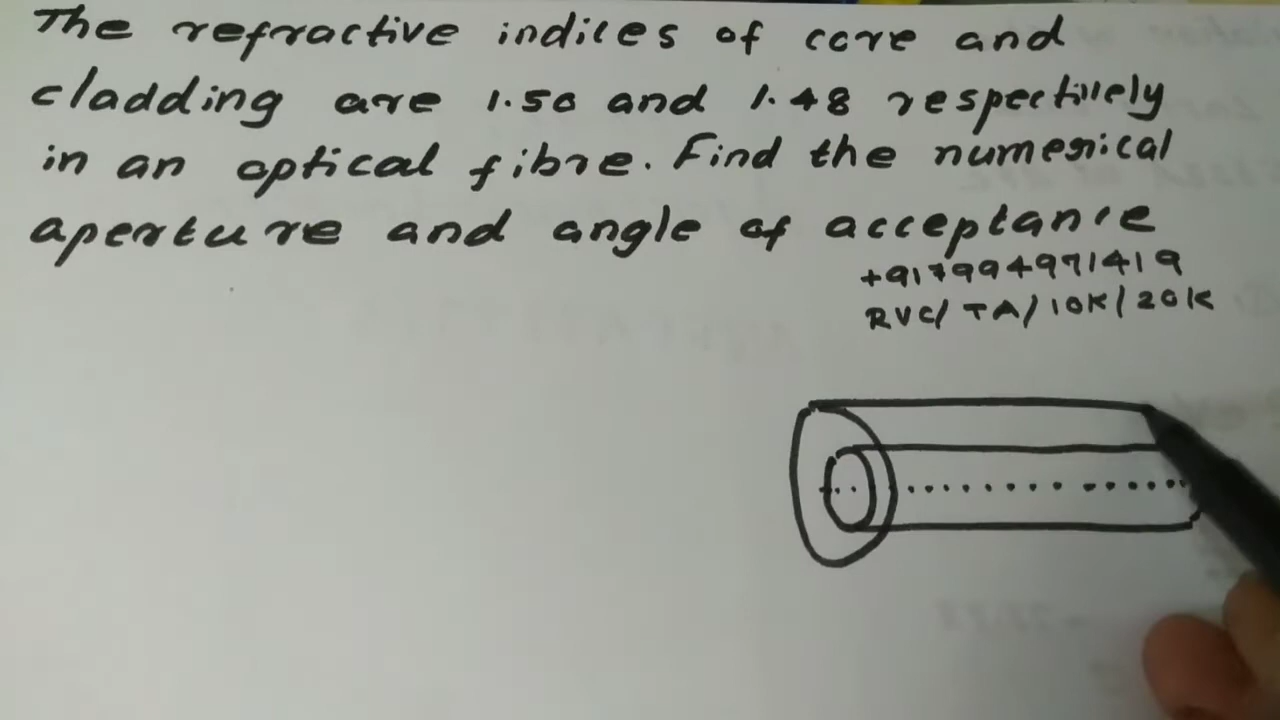 The refractive indices of core and
cladding are 1.50 and 1.48 respectively
in an optical fibre. Find the numerical
aperture and angle of acceptance
+917994971419
RVC/ TA/ 10K/ 20K